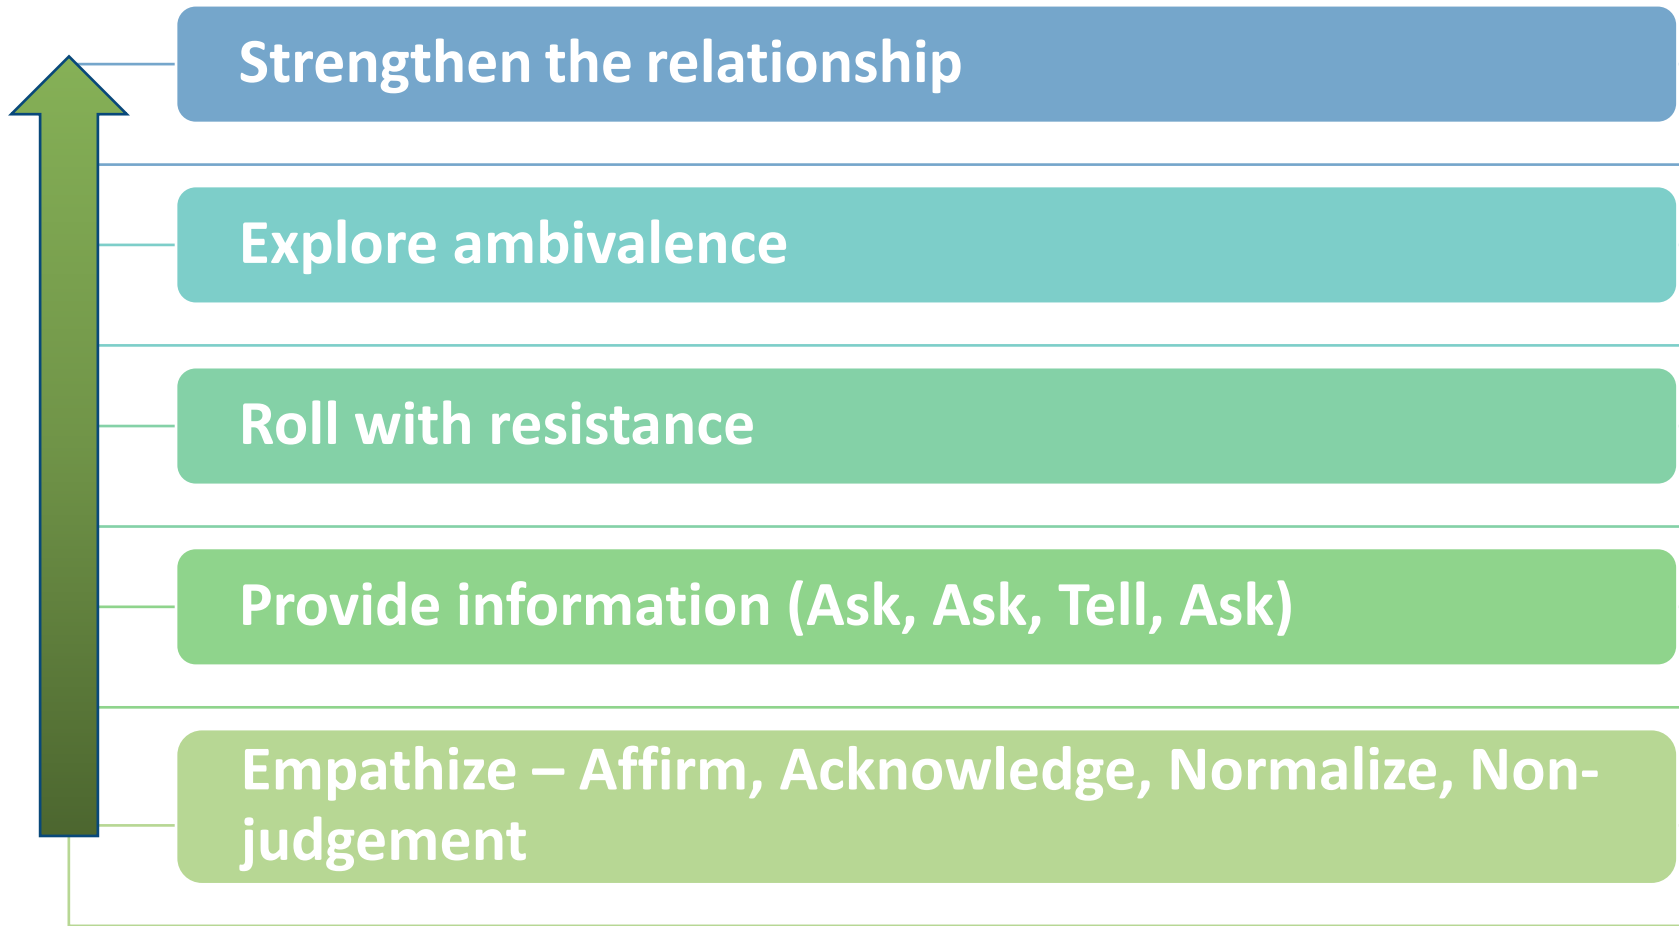 Strengthen the relationship
Explore ambivalence
Roll with resistance
Provide information (Ask, Ask, Tell, Ask)
Empathize – Affirm, Acknowledge, Normalize, Non-
judgement